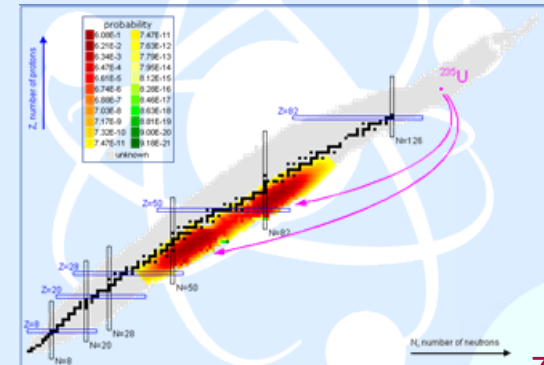 probability
6.08E-1 7.47E-11
6.21E-2 7.63E-12
6.34E-3 7.79E-13
6.47E-4 7.95E-14
6.61E-5 8.12E-15
6.74E-6 8.28E-16
6.88E-7 8.46E-17
7.03E-8 8.63E-18
7.17E-9 8.81E-19
7.32E-10 9.00E-20
7.47E-11 9.18E-21
unknown
Z, number of protons
235U
Z=82
N=126
Z=50
N=82
Z=28
N=50
Z=20
N=28
Z=8
N=20
N=8
N, number of neutrons